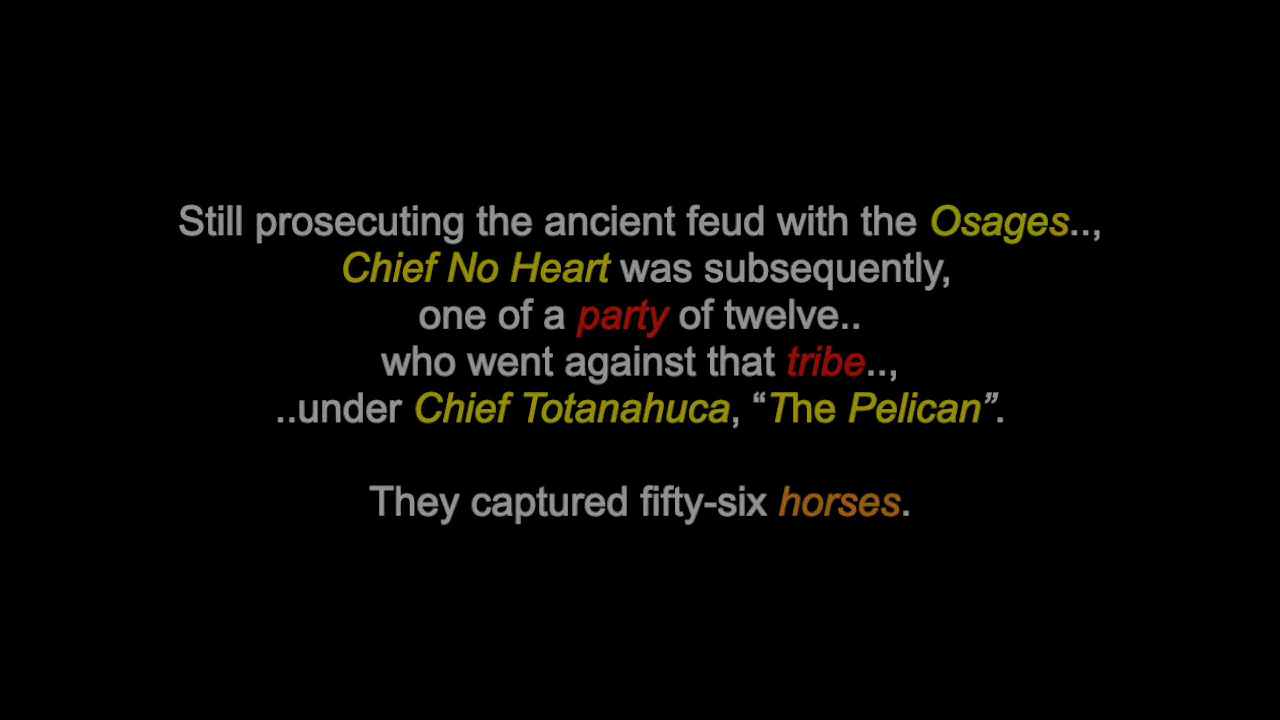 Still prosecuting the ancient feud with the Osages..,
Chief No Heart was subsequently,
one of a party of twelve..
who went against that tribe..,
..under Chief Totanahuca, “The Pelican”.
They captured fifty-six horses.